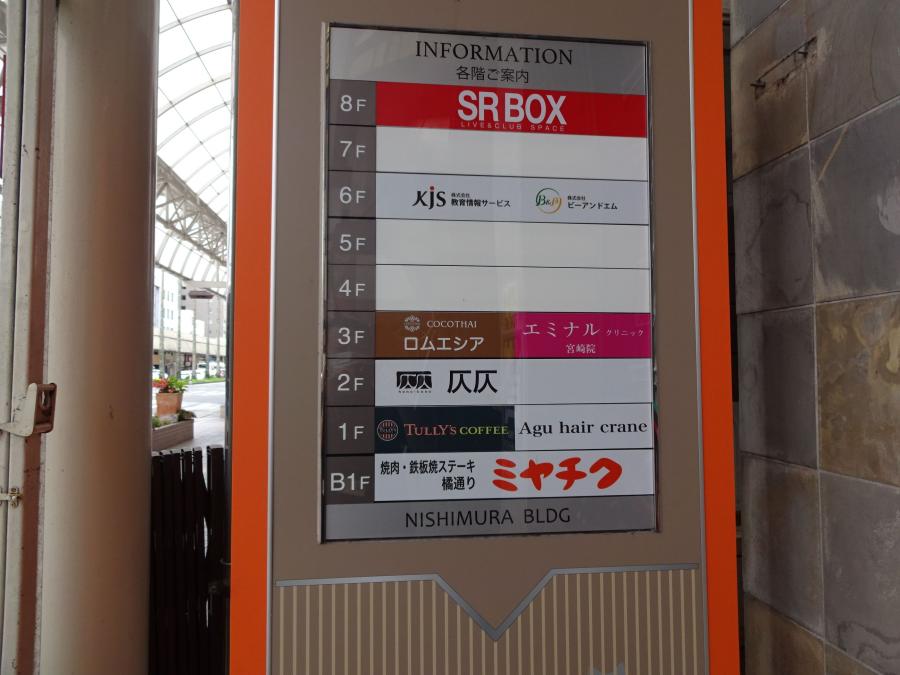 INFORMATION
各階ご案内
8F SR BOX
LIVE&CLUB SPACE
7F
6F KJS 株式会社 教育情報サービス B&M 株式会社 ビーアンドエム
5F
4F
3F COCOTHAI ロムエシア エミナルクリニック 宮崎院
2F 仄仄
1F TULLY'S TULLY'S COFFEE Agu hair crane
B1F 焼肉・鉄板焼ステーキ 橘通り ミヤチク
NISHIMURA BLDG